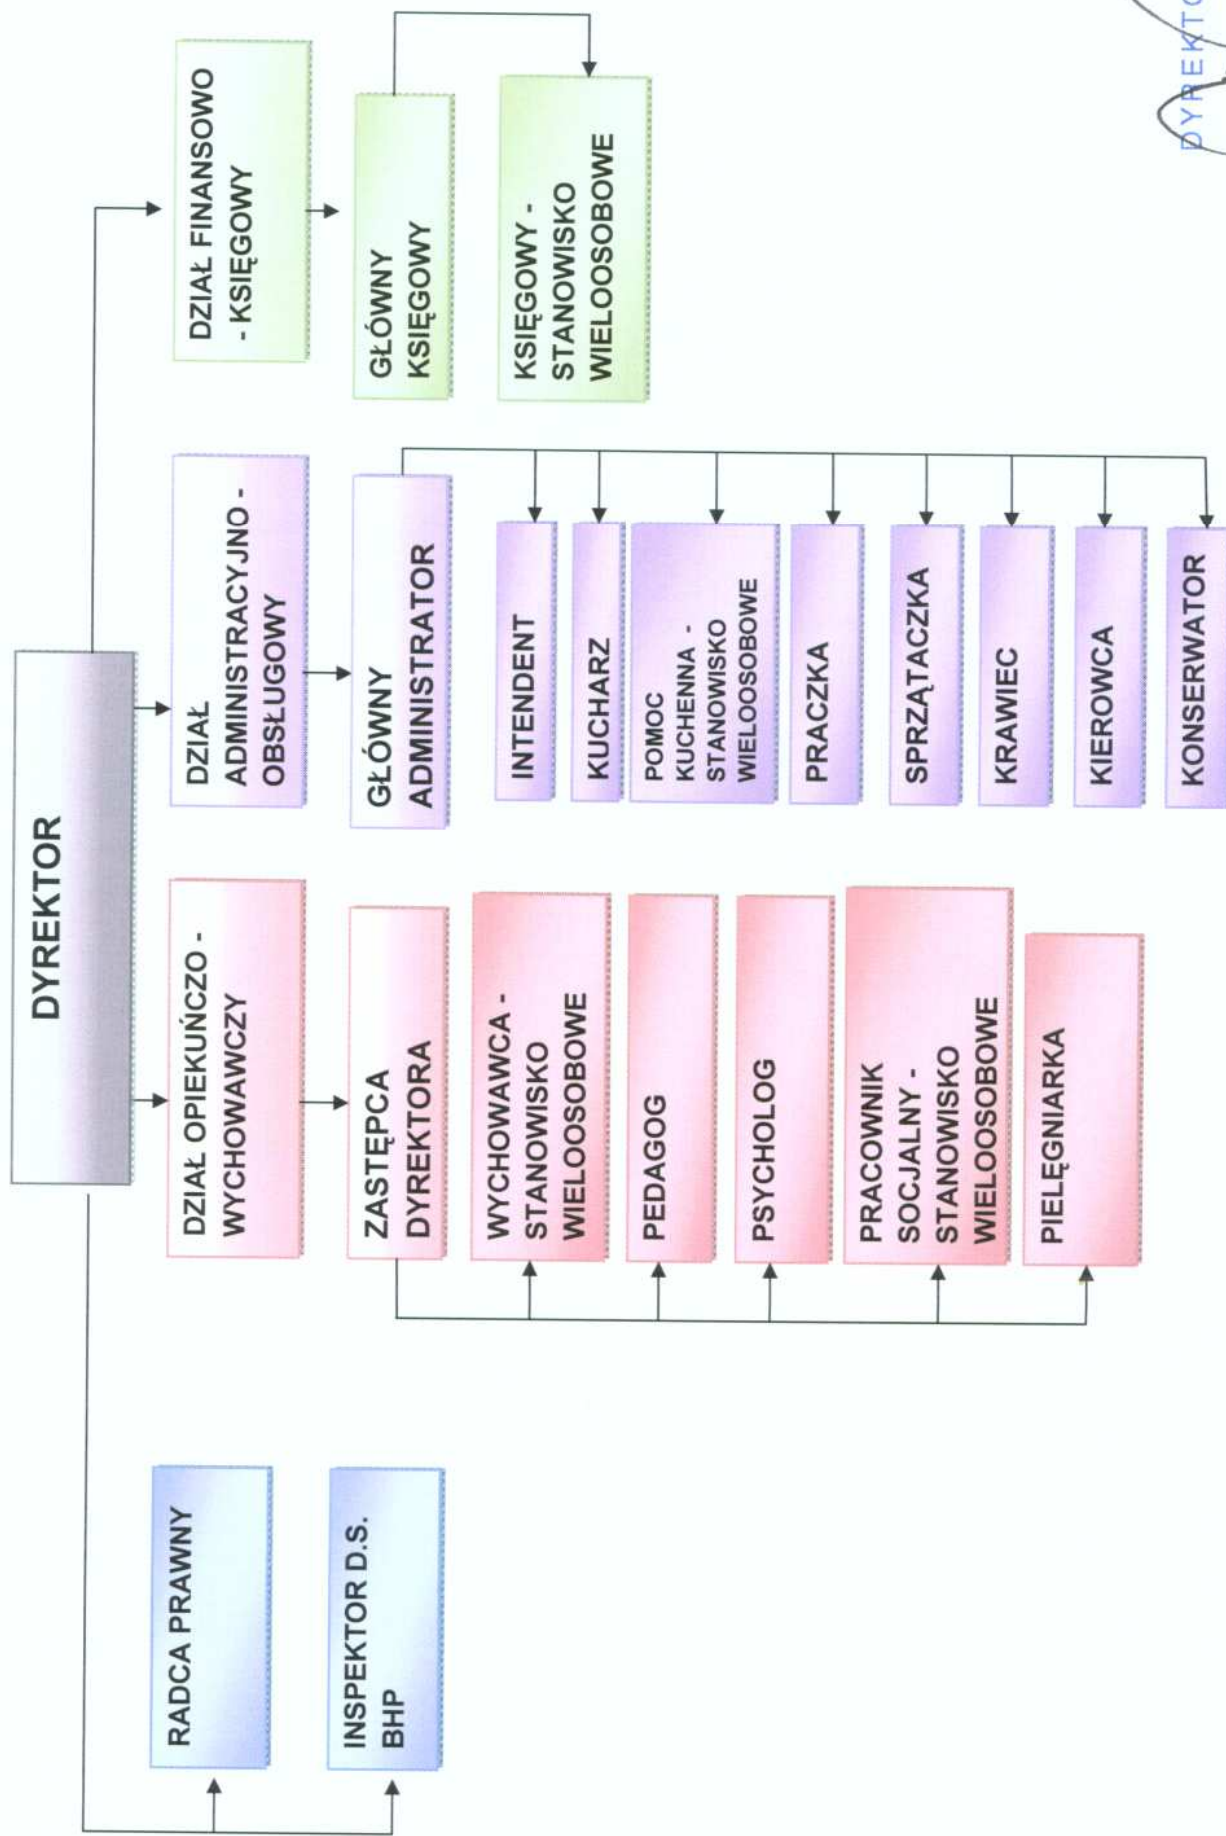 DYREKTOR
RADCA PRAWNY
INSPEKTOR D.S.
BHP
DZIAŁ OPIEKUŃCZO -
WYCHOWAWCZY
ZASTĘPCA
DYREKTORA
WYCHOWAWCA -
STANOWISKO
WIELOOSOBOWE
PEDAGOG
PSYCHOLOG
PRACOWNIK
SOCJALNY -
STANOWISKO
WIELOOSOBOWE
PIELĘGNIARKA
DZIAŁ
ADMINISTRACYJNO -
OBSŁUGOWY
GŁÓWNY
ADMINISTRATOR
INTENDENT
KUCHARZ
POMOC
KUCHENNA -
STANOWISKO
WIELOOSOBOWE
PRACZKA
SPRZĄTACZKA
KRAWIEC
KIEROWCA
KONSERWATOR
DZIAŁ FINANSOWO
- KSIĘGOWY
GŁÓWNY
KSIĘGOWY
KSIĘGOWY -
STANOWISKO
WIELOOSOBOWE
DYREKTO